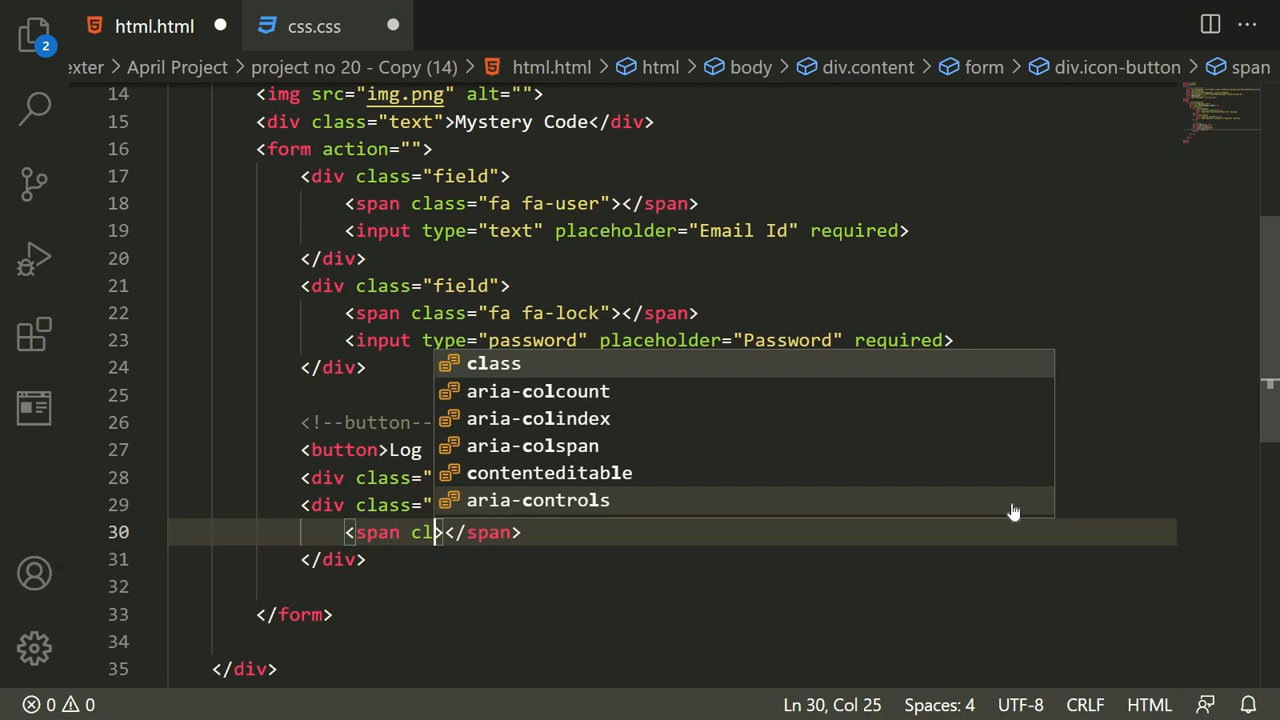 html.html
css.css
2
exter > April Project > project no 20 - Copy (14) > html.html > html > body > div.content > form > div.icon-button > span
14 <img src="img.png" alt="">
15 <div class="text">Mystery Code</div>
16 <form action="">
17 <div class="field">
18 <span class="fa fa-user"></span>
19 <input type="text" placeholder="Email Id" required>
20 </div>
21 <div class="field">
22 <span class="fa fa-lock"></span>
23 <input type="password" placeholder="Password" required>
24 </div>
25
26 <!--button--
27 <button>Log
28 <div class="
29 <div class="
30 <span cl></span>
31 </div>
32
33 </form>
34
35 </div>
class
aria-colcount
aria-colindex
aria-colspan
contenteditable
aria-controls
0 0 Ln 30, Col 25 Spaces: 4 UTF-8 CRLF HTML